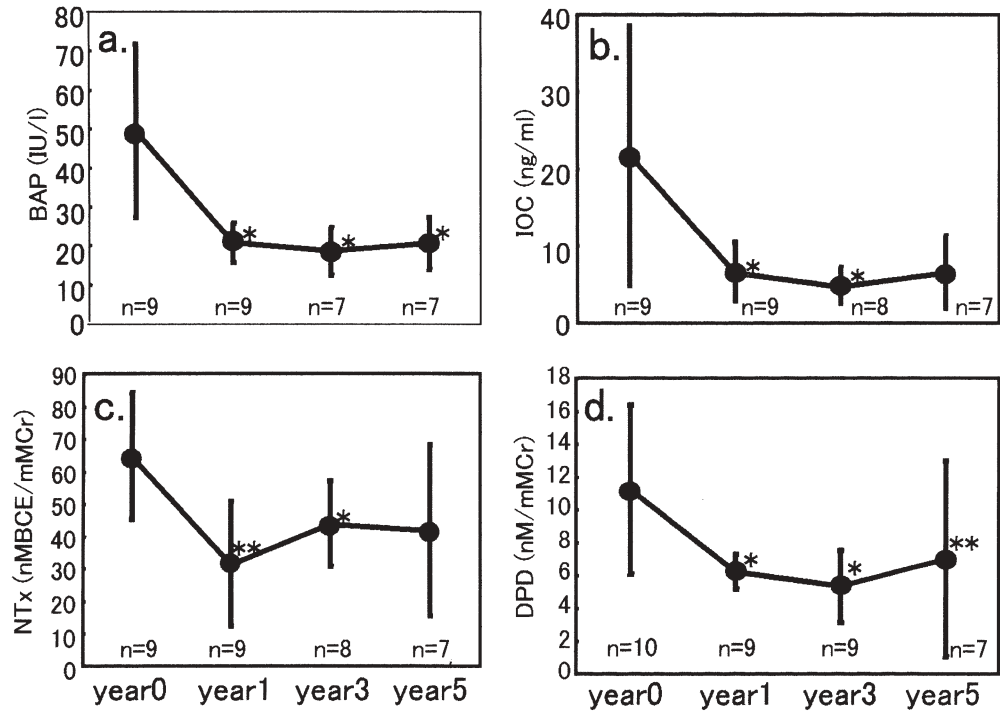 a.
BAP (IU/l)
80
70
60
50
40
30
20
10
0
*
*
*
n=9
n=9
n=7
n=7
b.
IOC (ng/ml)
40
30
20
10
0
*
*
n=9
n=9
n=8
n=7
c.
NTx (nMBCE/mMCr)
90
80
70
60
50
40
30
20
10
0
**
*
n=9
n=9
n=8
n=7
year0 year1 year3 year5
d.
DPD (nM/mMCr)
18
16
14
12
10
8
6
4
2
0
*
*
**
n=10
n=9
n=9
n=7
year0 year1 year3 year5